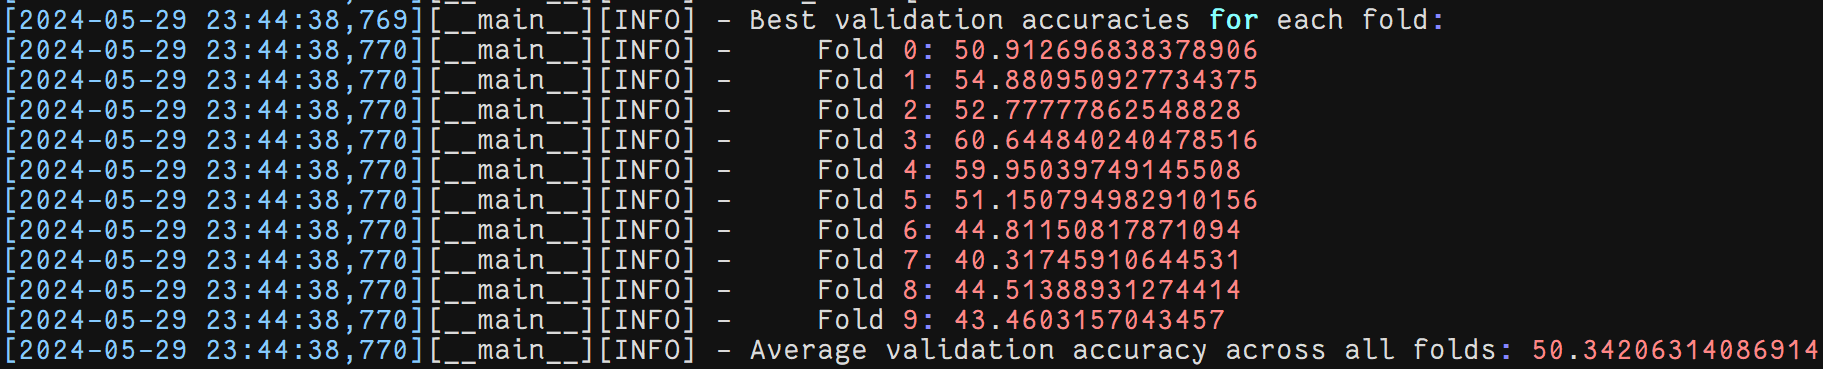 [2024-05-29 23:44:38,769][__main__][INFO] - Best validation accuracies for each fold:
[2024-05-29 23:44:38,770][__main__][INFO] -     Fold 0: 50.912696838378906
[2024-05-29 23:44:38,770][__main__][INFO] -     Fold 1: 54.880950927734375
[2024-05-29 23:44:38,770][__main__][INFO] -     Fold 2: 52.77777862548828
[2024-05-29 23:44:38,770][__main__][INFO] -     Fold 3: 60.644840240478516
[2024-05-29 23:44:38,770][__main__][INFO] -     Fold 4: 59.95039749145508
[2024-05-29 23:44:38,770][__main__][INFO] -     Fold 5: 51.150794982910156
[2024-05-29 23:44:38,770][__main__][INFO] -     Fold 6: 44.81150817871094
[2024-05-29 23:44:38,770][__main__][INFO] -     Fold 7: 40.31745910644531
[2024-05-29 23:44:38,770][__main__][INFO] -     Fold 8: 44.51388931274414
[2024-05-29 23:44:38,770][__main__][INFO] -     Fold 9: 43.4603157043457
[2024-05-29 23:44:38,770][__main__][INFO] - Average validation accuracy across all folds: 50.34206314086914